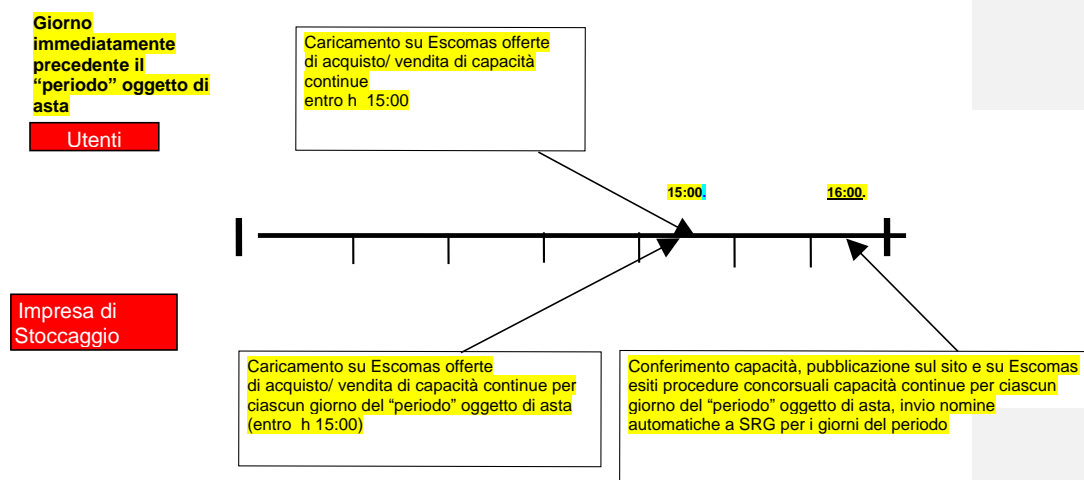 Giorno
immediatamente
precedente il
“periodo” oggetto di
asta
Utenti
Caricamento su Escomas offerte
di acquisto/ vendita di capacità
continue
entro h  15:00
15:00.
16:00.
Impresa di
Stoccaggio
Caricamento su Escomas offerte
di acquisto/ vendita di capacità continue per
ciascun giorno del “periodo” oggetto di asta
(entro  h 15:00)
Conferimento capacità, pubblicazione sul sito e su Escomas
esiti procedure concorsuali capacità continue per ciascun
giorno del “periodo” oggetto di asta, invio nomine
automatiche a SRG per i giorni del periodo